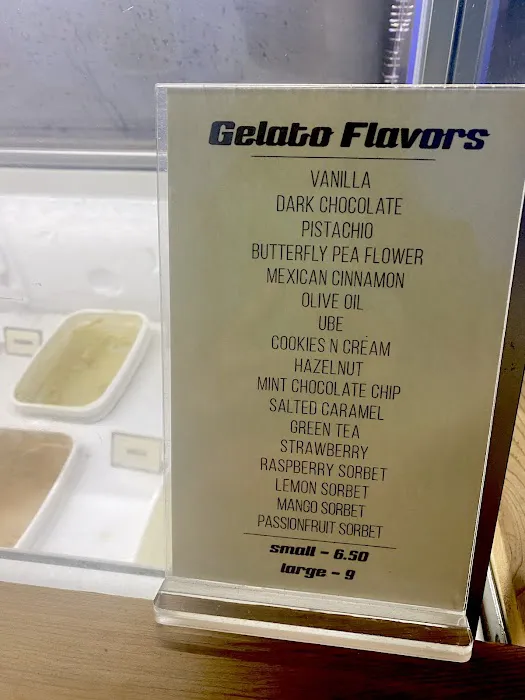 Gelato Flavors
VANILLA
DARK CHOCOLATE
PISTACHIO
BUTTERFLY PEA FLOWER
MEXICAN CINNAMON
OLIVE OIL
UBE
COOKIES N CREAM
HAZELNUT
MINT CHOCOLATE CHIP
SALTED CARAMEL
GREEN TEA
STRAWBERRY
RASPBERRY SORBET
LEMON SORBET
MANGO SORBET
PASSIONFRUIT SORBET
small - 6.50
large - 9